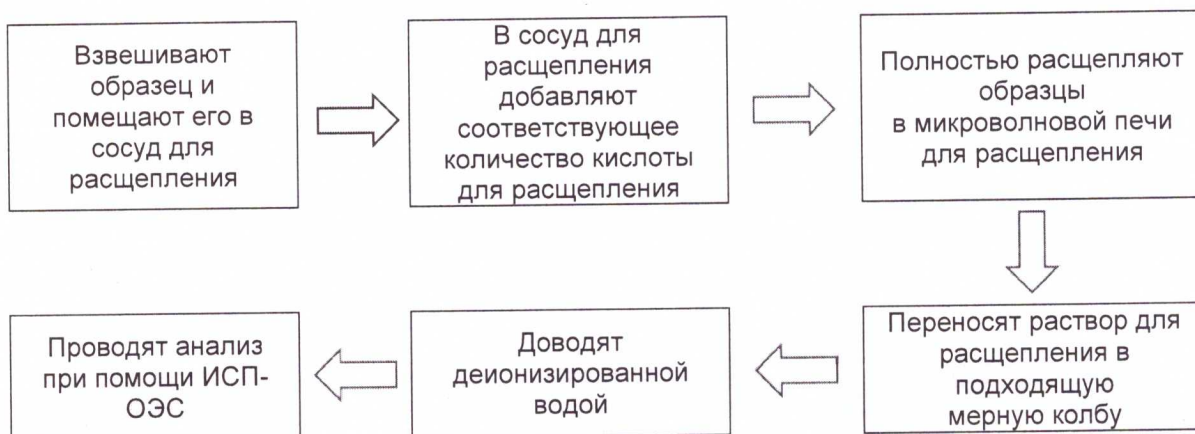 Взвешивают
образец и
помещают его в
сосуд для
расщепления
В сосуд для
расщепления
добавляют
соответствующее
количество кислоты
для расщепления
Полностью расщепляют
образцы
в микроволновой печи
для расщепления
Переносят раствор для
расщепления в
подходящую
мерную колбу
Доводят
деионизированной
водой
Проводят анализ
при помощи ИСП-
ОЭС